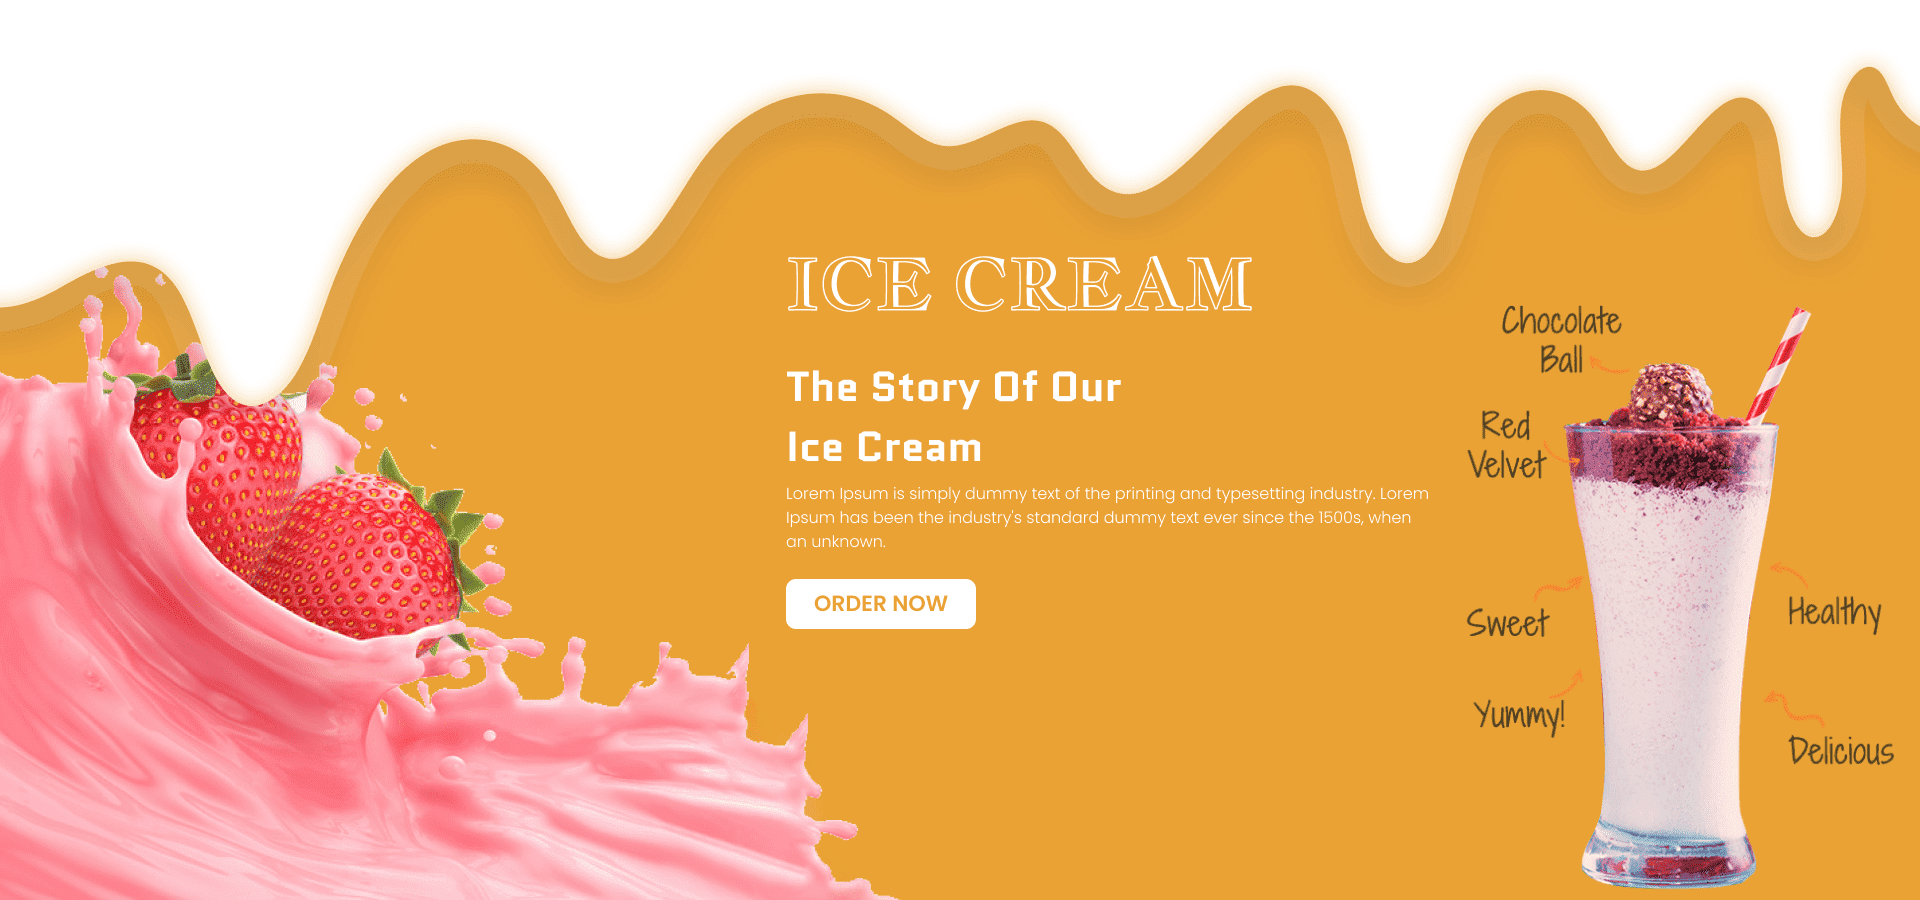 ICE CREAM
The Story Of Our
Ice Cream
Lorem Ipsum is simply dummy text of the printing and typesetting industry. Lorem
Ipsum has been the industry's standard dummy text ever since the 1500s, when
an unknown.
ORDER NOW
Chocolate
Ball
Red
Velvet
Sweet
Healthy
Yummy!
Delicious